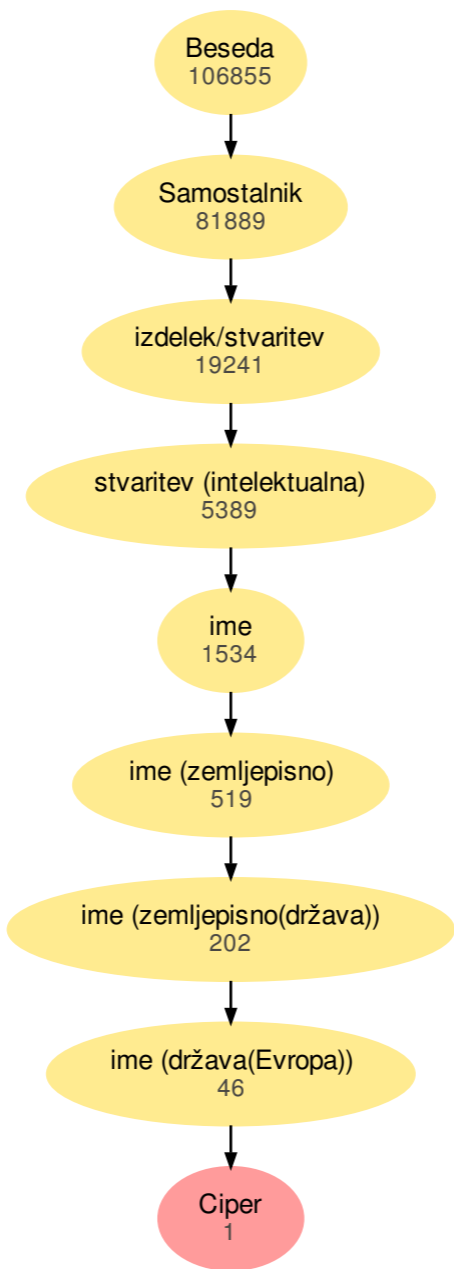 Beseda
106855
Samostalnik
81889
izdelek/stvaritev
19241
stvaritev (intelektualna)
5389
ime
1534
ime (zemljepisno)
519
ime (zemljepisno(država))
202
ime (država(Evropa))
46
Ciper
1